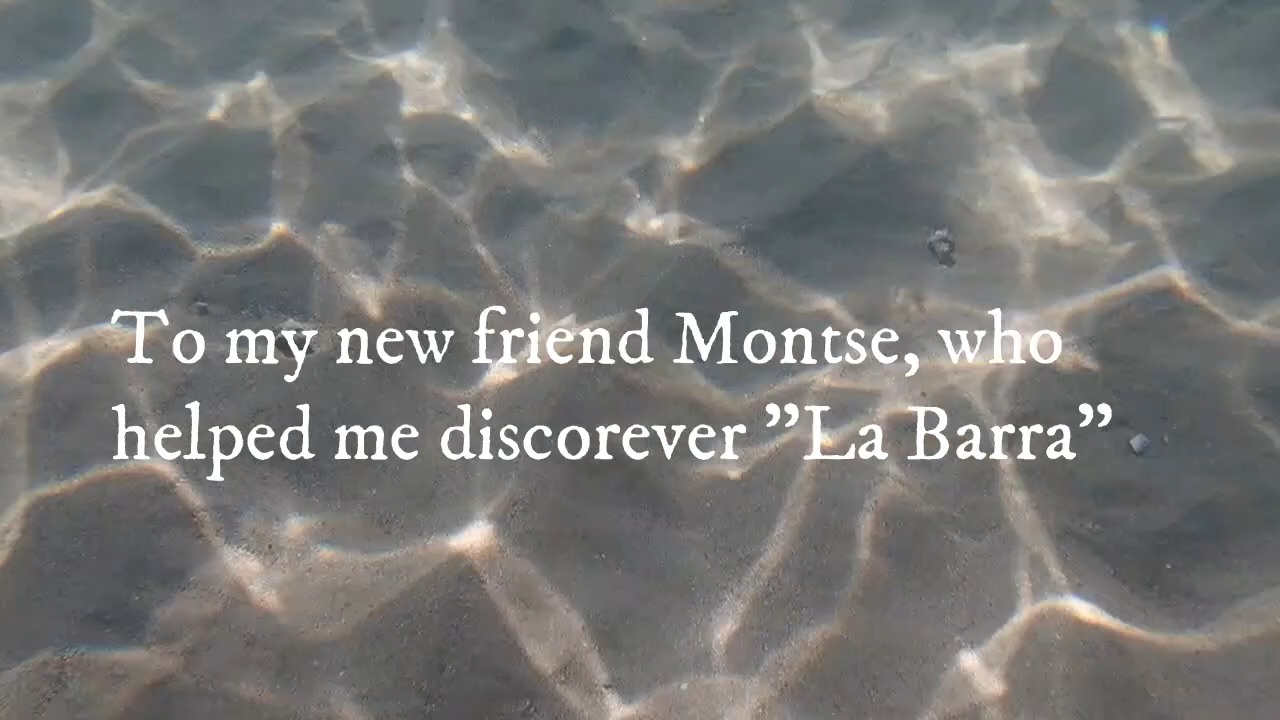 To my new friend Montse, who
helped me discorever ”La Barra”